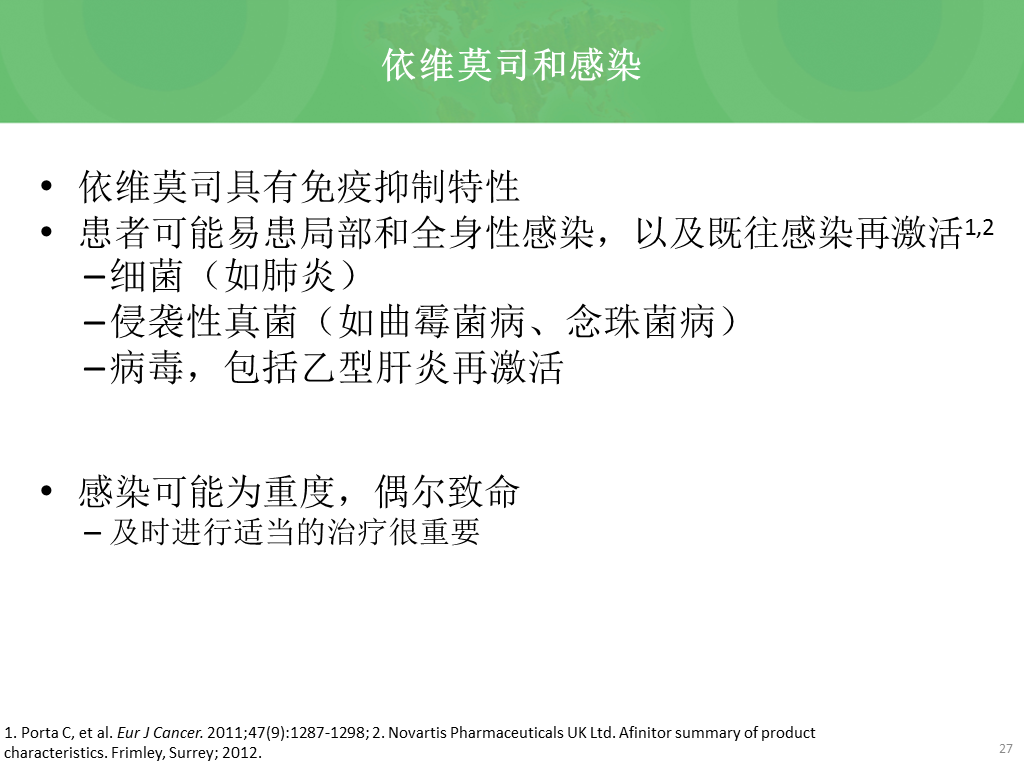 依维莫司和感染
• 依维莫司具有免疫抑制特性
• 患者可能易患局部和全身性感染，以及既往感染再激活1,2
–细菌（如肺炎）
–侵袭性真菌（如曲霉菌病、念珠菌病）
–病毒，包括乙型肝炎再激活
• 感染可能为重度，偶尔致命
– 及时进行适当的治疗很重要
1. Porta C, et al. Eur J Cancer. 2011;47(9):1287-1298; 2. Novartis Pharmaceuticals UK Ltd. Afinitor summary of product
characteristics. Frimley, Surrey; 2012.
27